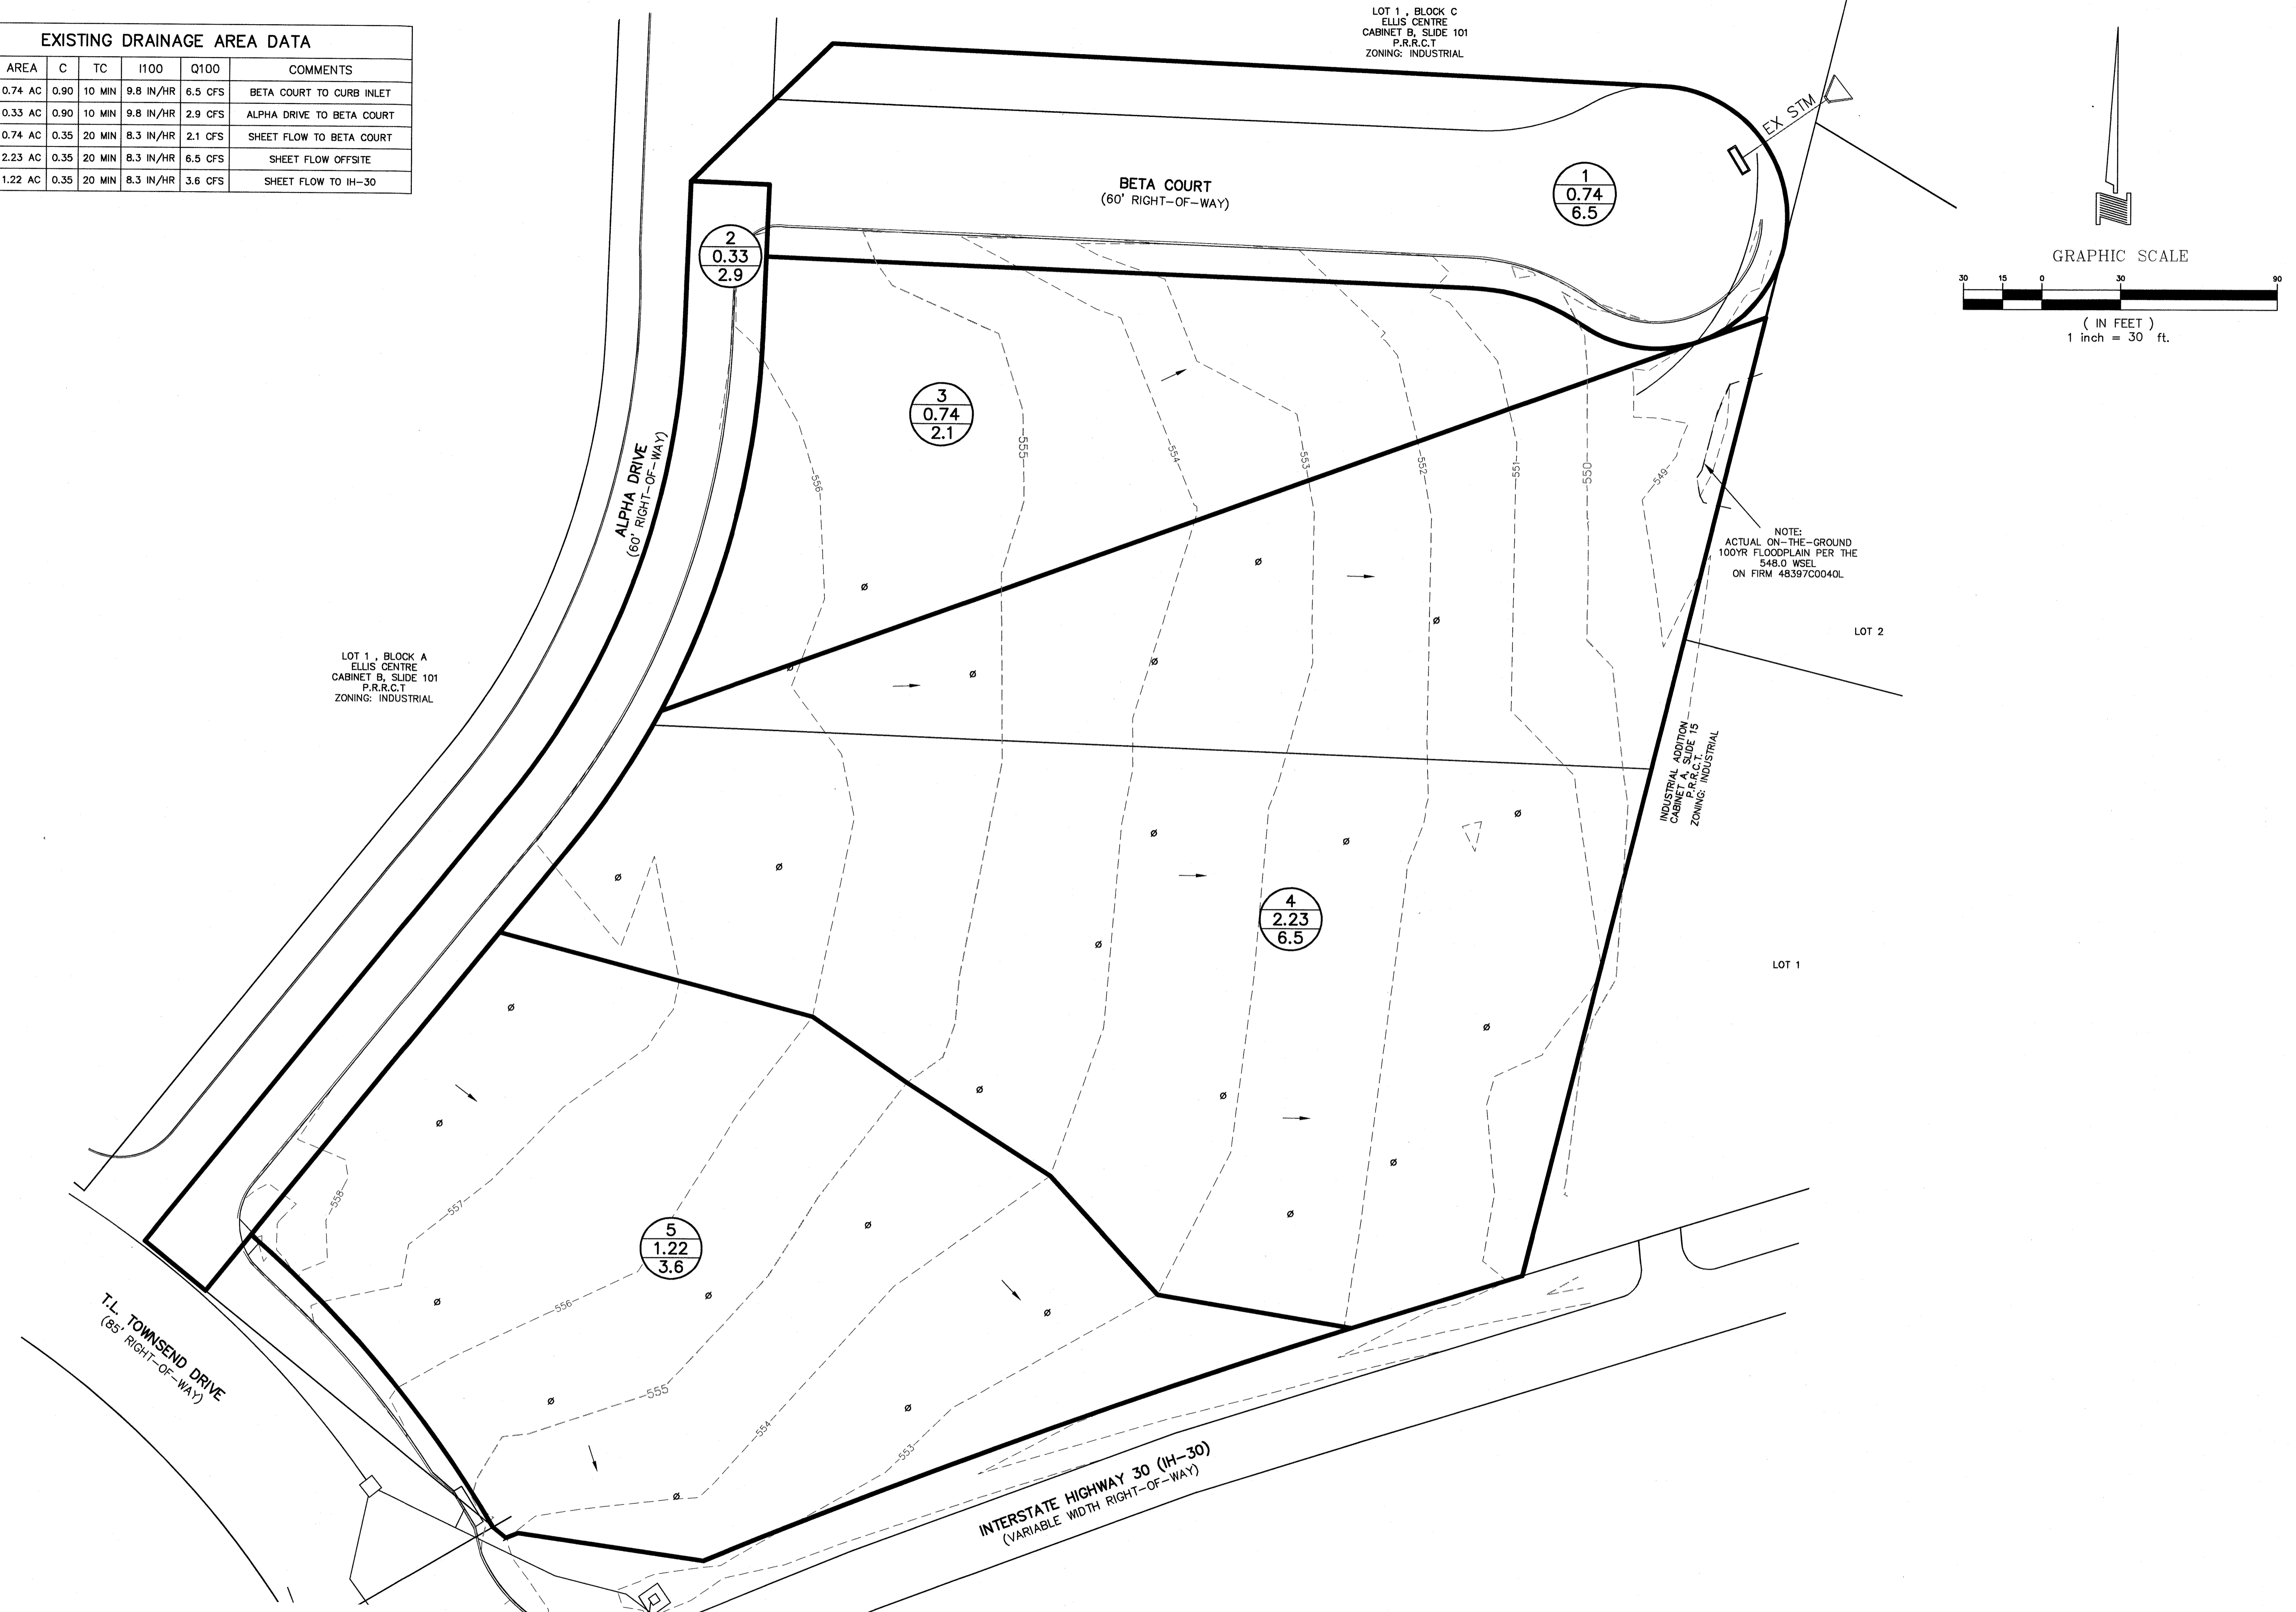 EXISTING DRAINAGE AREA DATA
AREA C TC I100 Q100 COMMENTS
0.74 AC 0.90 10 MIN 9.8 IN/HR 6.5 CFS BETA COURT TO CURB INLET
0.33 AC 0.90 10 MIN 9.8 IN/HR 2.9 CFS ALPHA DRIVE TO BETA COURT
0.74 AC 0.35 20 MIN 8.3 IN/HR 2.1 CFS SHEET FLOW TO BETA COURT
2.23 AC 0.35 20 MIN 8.3 IN/HR 6.5 CFS SHEET FLOW OFFSITE
1.22 AC 0.35 20 MIN 8.3 IN/HR 3.6 CFS SHEET FLOW TO IH-30
LOT 1 , BLOCK C
ELLIS CENTRE
CABINET B, SLIDE 101
P.R.R.C.T
ZONING: INDUSTRIAL
EX STM
GRAPHIC SCALE
30 15 0 30 90
( IN FEET )
1 inch = 30 ft.
BETA COURT
(60' RIGHT-OF-WAY)
1
0.74
6.5
2
0.33
2.9
3
0.74
2.1
ALPHA DRIVE
(60' RIGHT-OF-WAY)
556
555
554
553
552
551
550
549
NOTE:
ACTUAL ON-THE-GROUND
100YR FLOODPLAIN PER THE
548.0 WSEL
ON FIRM 48397C0040L
LOT 2
LOT 1 , BLOCK A
ELLIS CENTRE
CABINET B, SLIDE 101
P.R.R.C.T
ZONING: INDUSTRIAL
INDUSTRIAL ADDITION
CABINET A, SLIDE 15
P.R.R.C.T.
ZONING: INDUSTRIAL
4
2.23
6.5
LOT 1
558
557
5
1.22
3.6
556
555
554
553
T.L. TOWNSEND DRIVE
(85' RIGHT-OF-WAY)
INTERSTATE HIGHWAY 30 (IH-30)
(VARIABLE WIDTH RIGHT-OF-WAY)